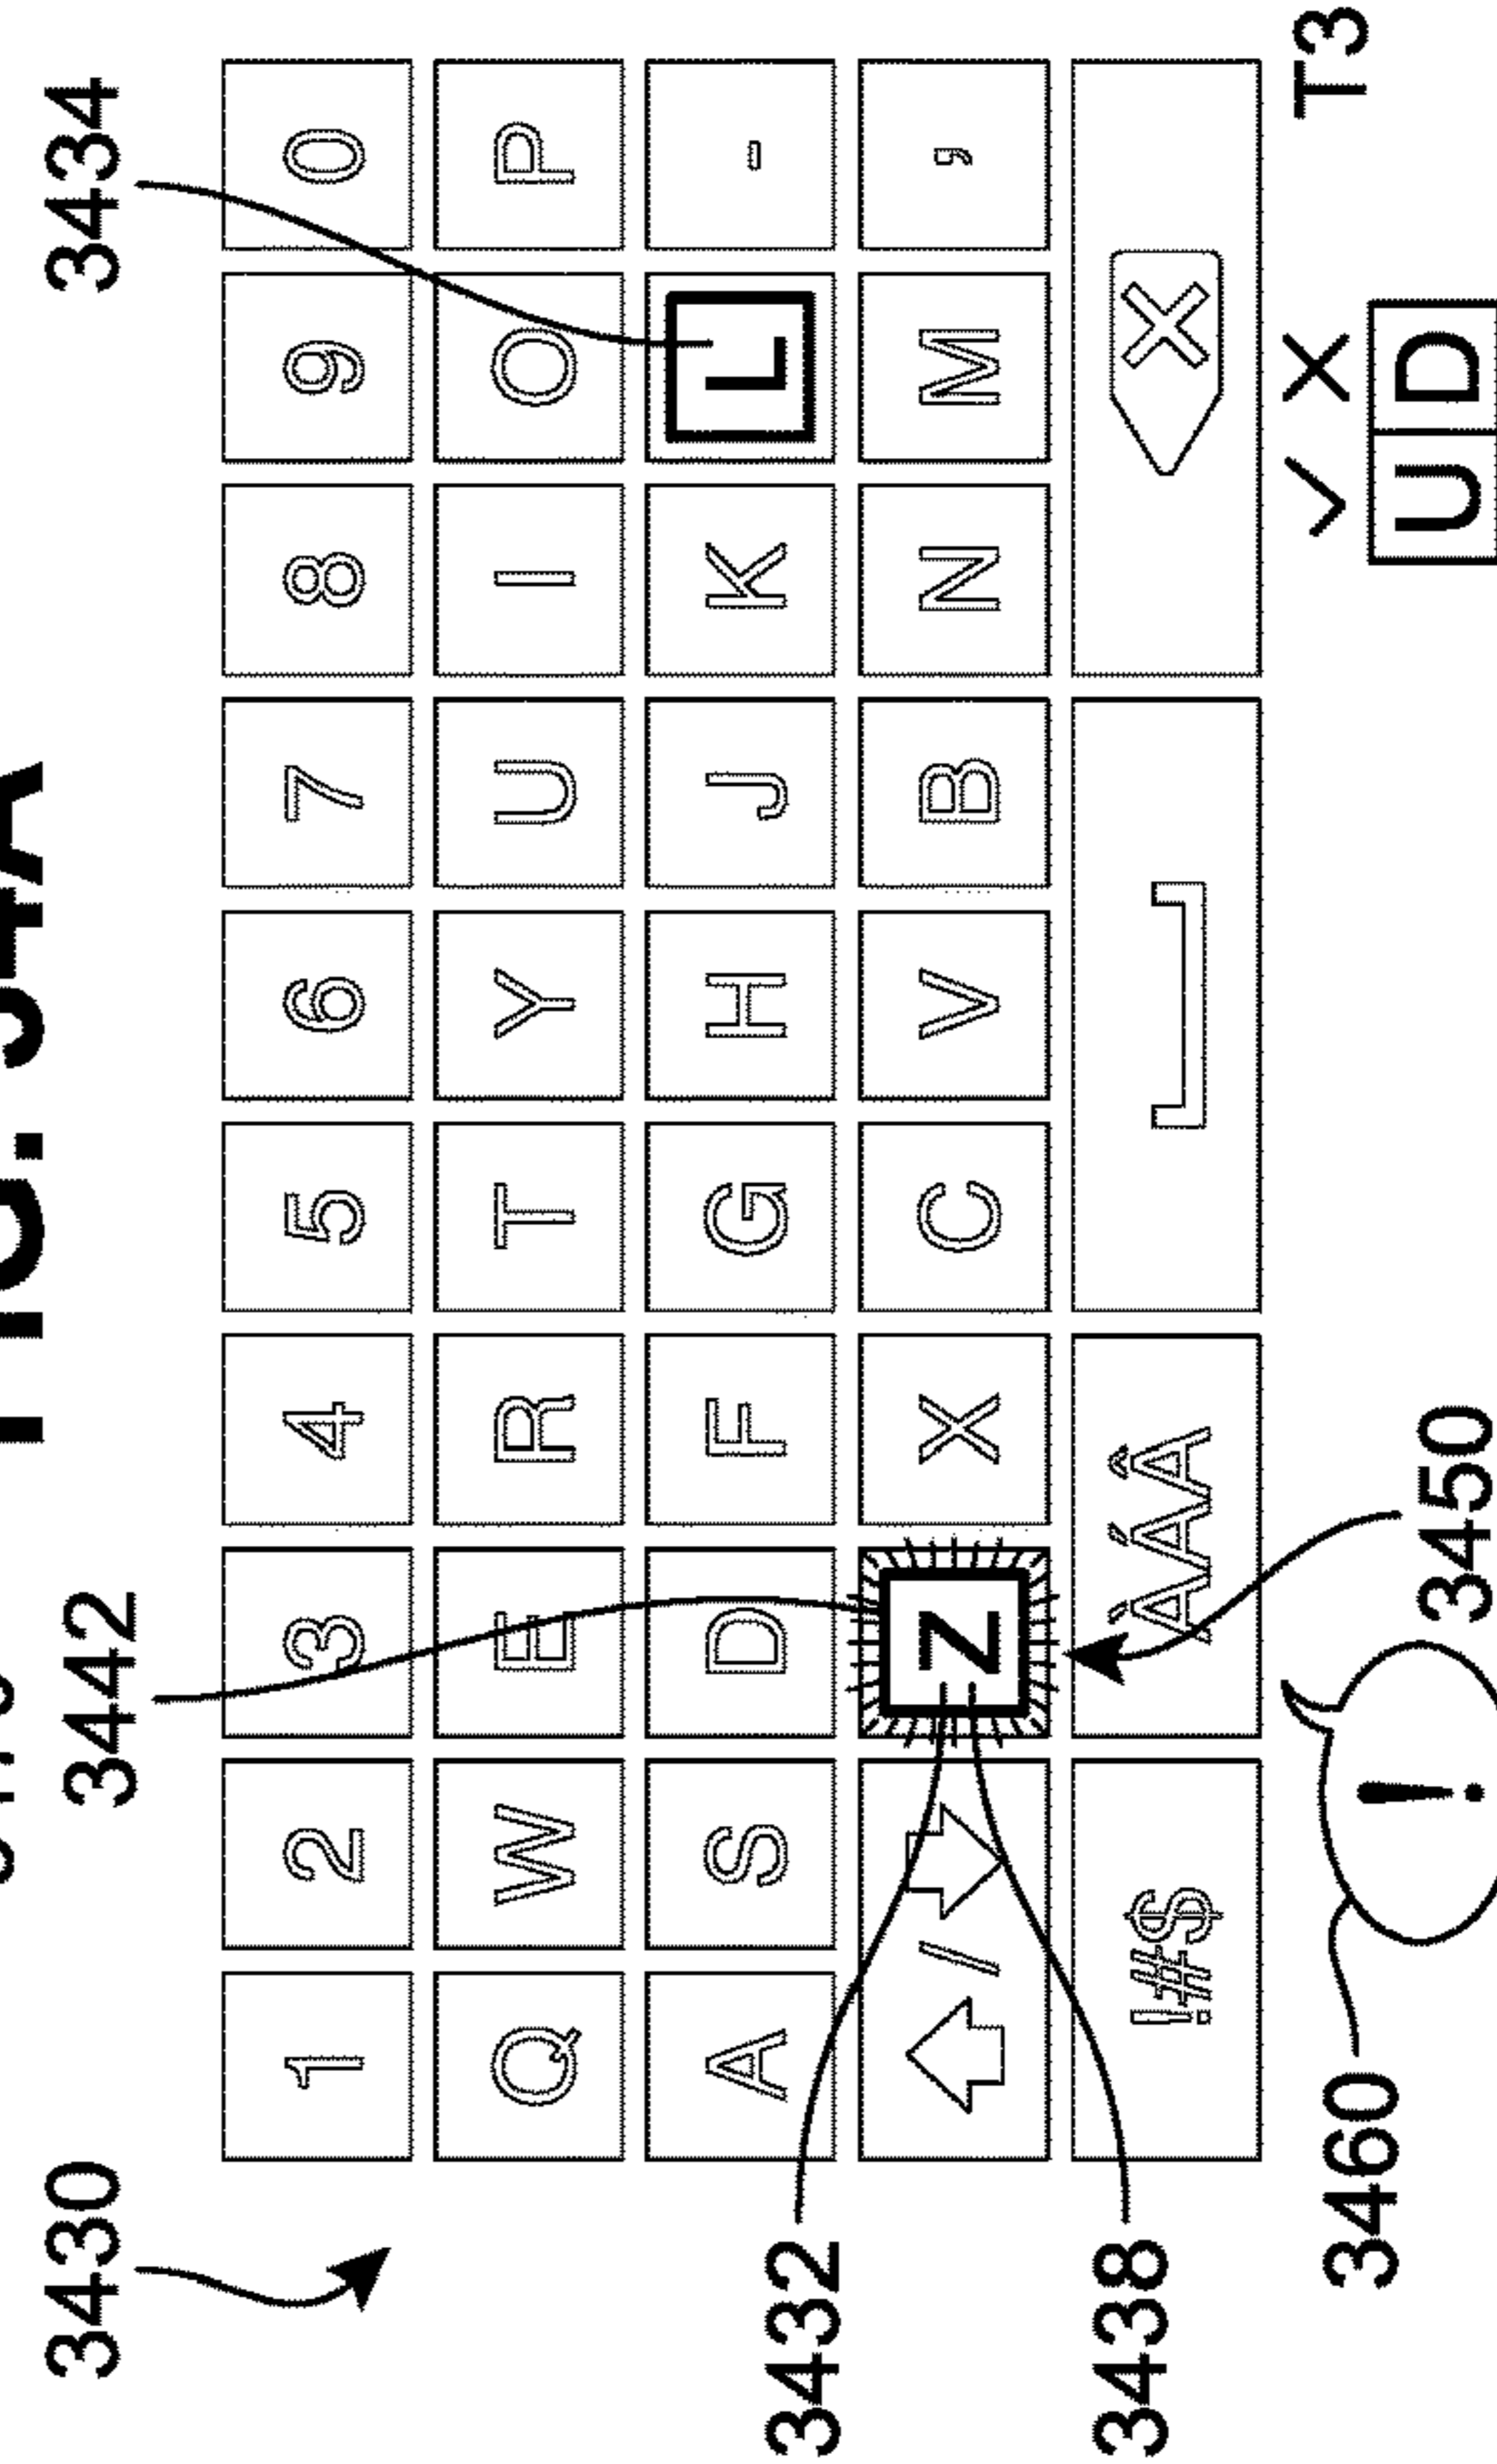 FIG. 34A
3430
3442
3434
1 2 3 4 5 6 7 8 9 0
Q W E R T Y U I O P
3432
A S D F G H J K L -
3438
/ Z X C V B N M ,
!#$ ÀÁÂ
3460
!
3450
✓ X
U D
T3